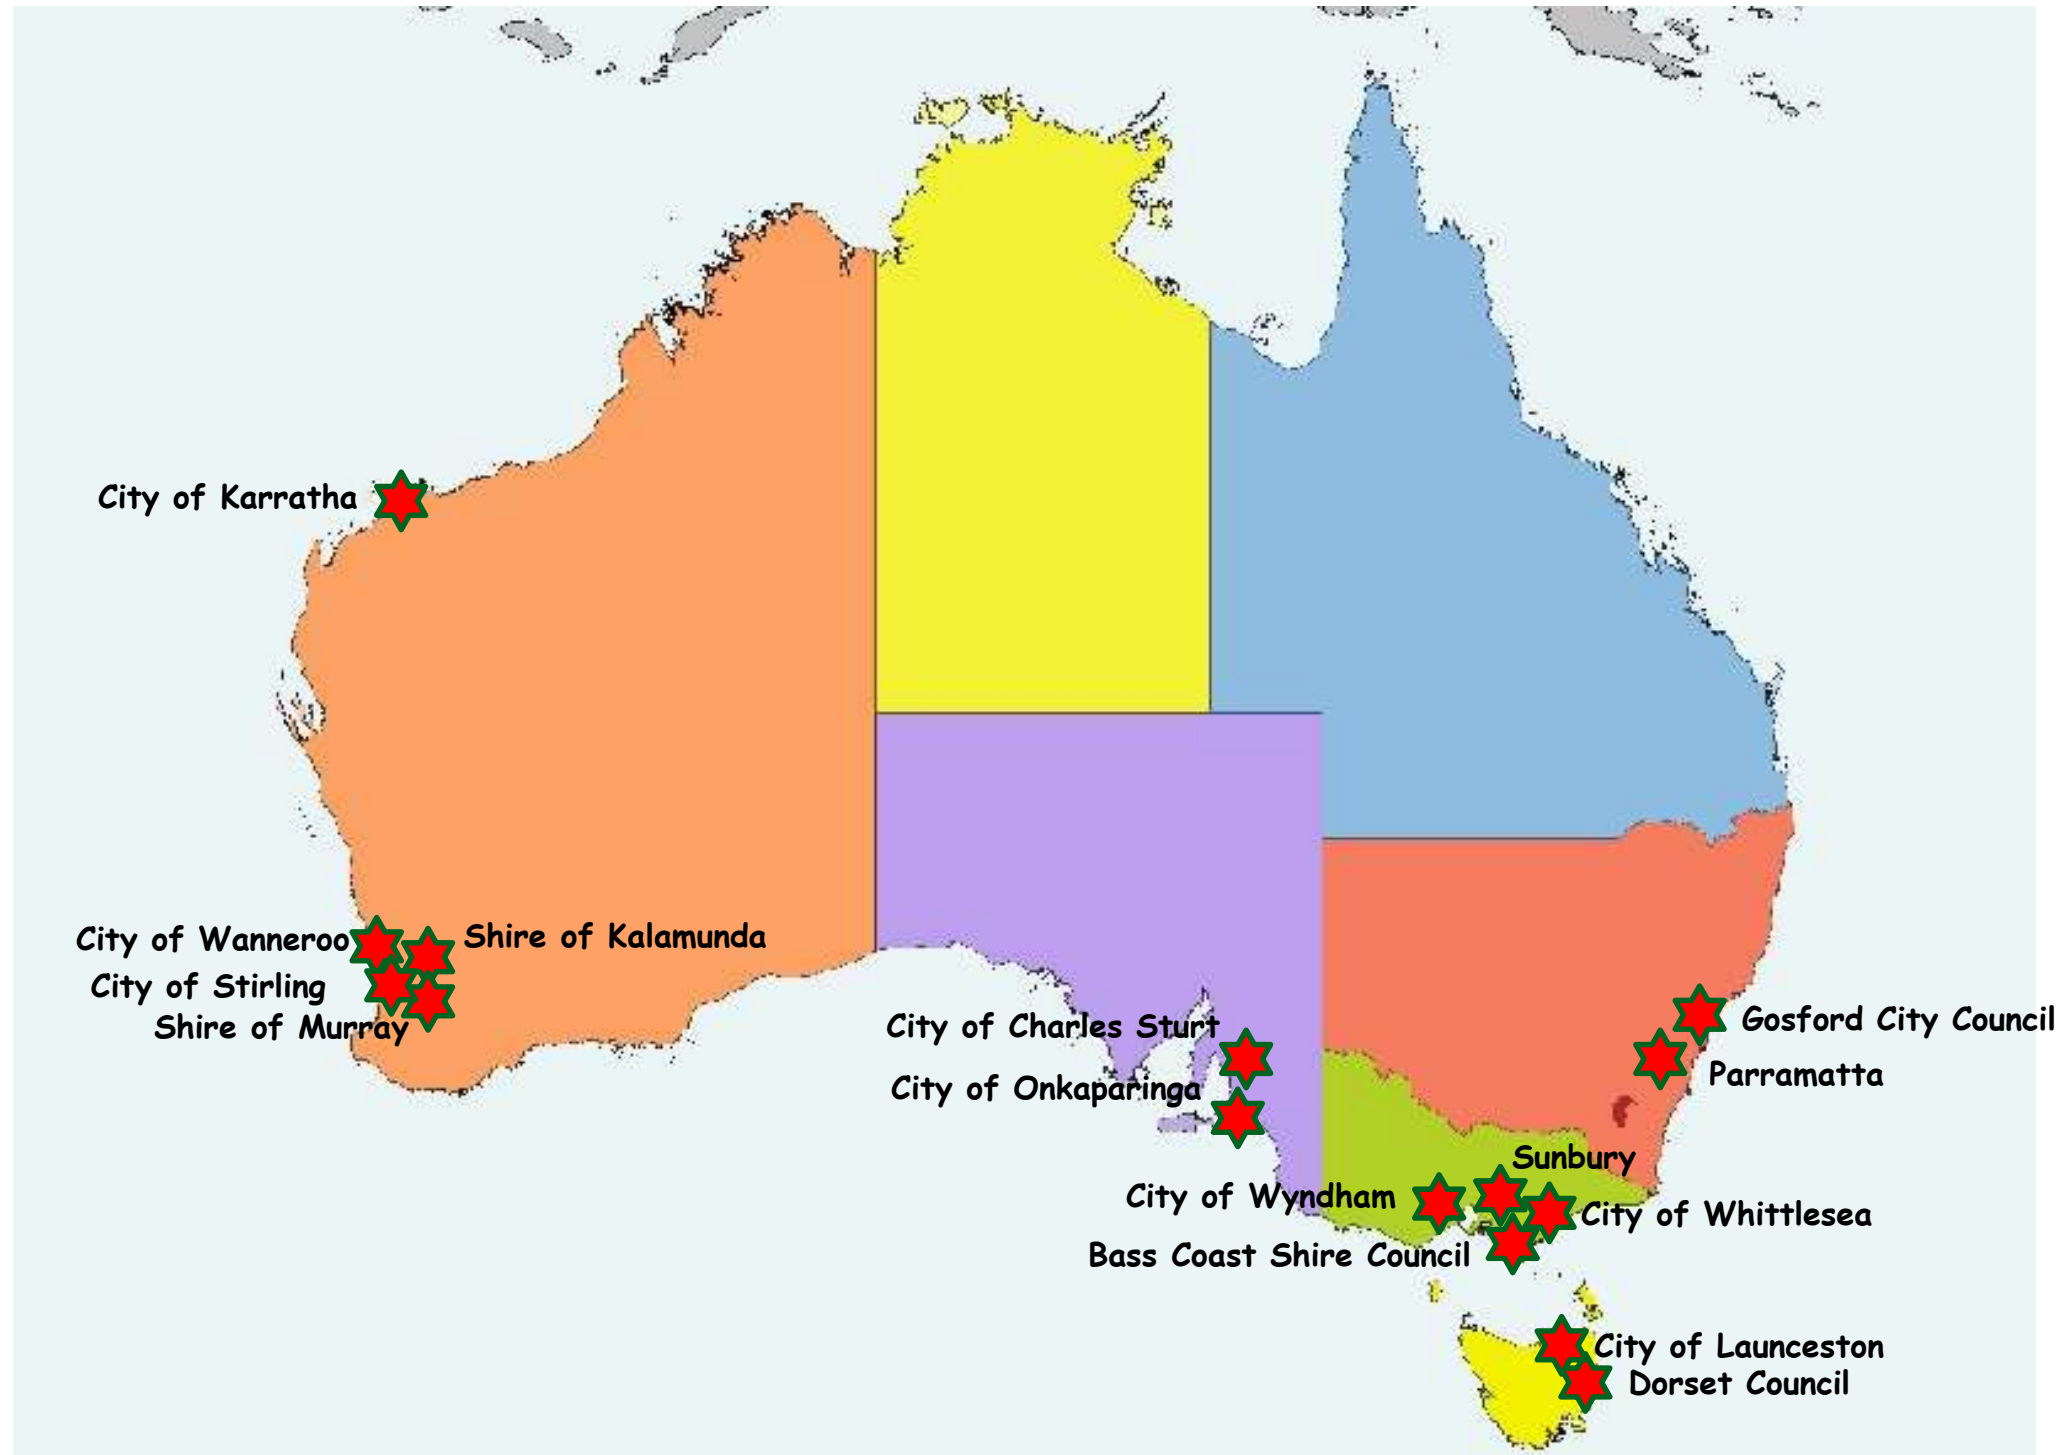 City of Karratha
City of Wanneroo
Shire of Kalamunda
City of Stirling
Shire of Murray
City of Charles Sturt
Gosford City Council
City of Onkaparinga
Parramatta
Sunbury
City of Wyndham
City of Whittlesea
Bass Coast Shire Council
City of Launceston
Dorset Council